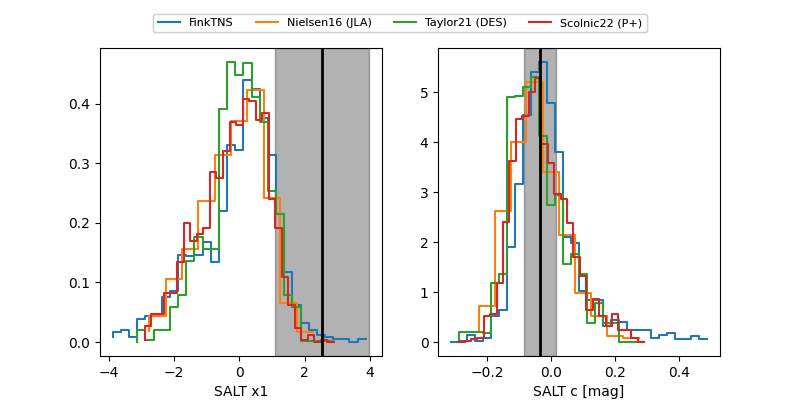 FinkTNS Nielsen16 (JLA) Taylor21 (DES) Scolnic22 (P+)
0.4
0.3
0.2
0.1
0.0
−4 −2 0 2 4
SALT x1
5
4
3
2
1
0
−0.2 0.0 0.2 0.4
SALT c [mag]